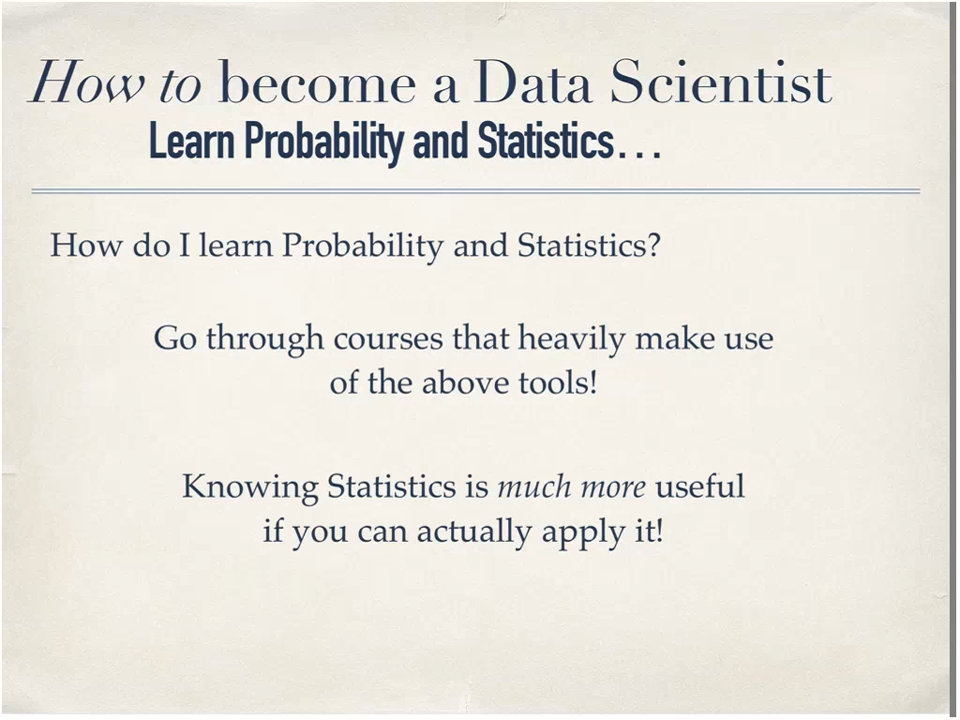 How to become a Data Scientist
Learn Probability and Statistics...
How do I learn Probability and Statistics?
Go through courses that heavily make use
of the above tools!
Knowing Statistics is much more useful
if you can actually apply it!